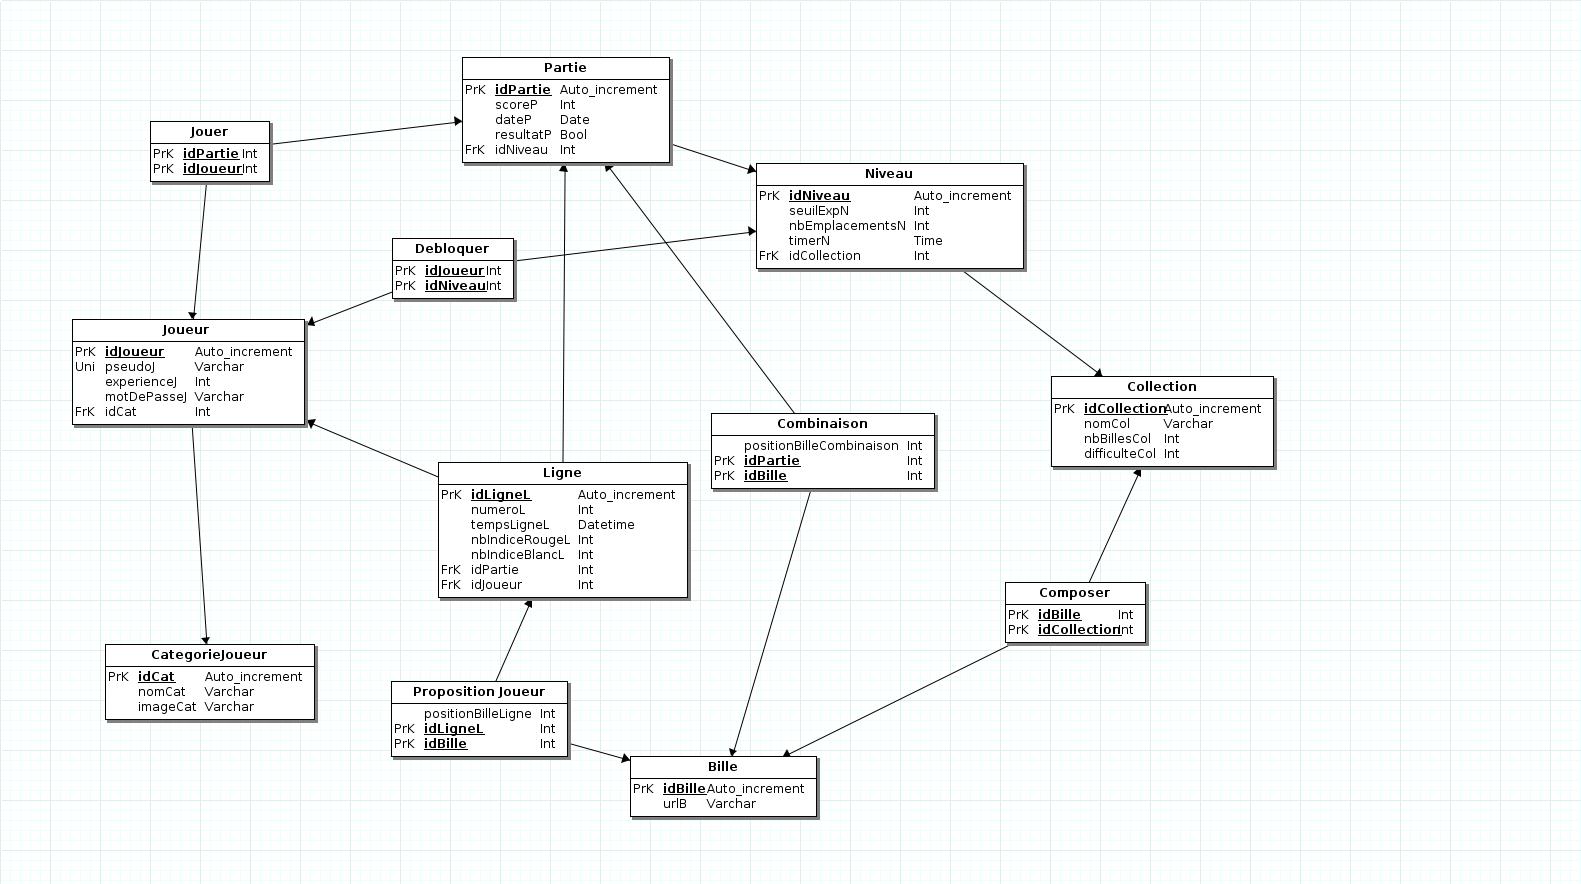 Partie
PrK idPartie Auto_increment
scoreP Int
dateP Date
resultatP Bool
FrK idNiveau Int
Jouer
PrK idPartie Int
PrK idJoueur Int
Niveau
PrK idNiveau Auto_increment
seuilExpN Int
nbEmplacementsN Int
timerN Time
FrK idCollection Int
Debloquer
PrK idJoueur Int
PrK idNiveau Int
Joueur
PrK idJoueur Auto_increment
Uni pseudoJ Varchar
experienceJ Int
motDePasseJ Varchar
FrK idCat Int
Collection
PrK idCollection Auto_increment
nomCol Varchar
nbBillesCol Int
difficulteCol Int
Combinaison
positionBilleCombinaison Int
PrK idPartie Int
PrK idBille Int
Ligne
PrK idLigneL Auto_increment
numeroL Int
tempsLigneL Datetime
nbIndiceRougeL Int
nbIndiceBlancL Int
FrK idPartie Int
FrK idJoueur Int
Composer
PrK idBille Int
PrK idCollection Int
CategorieJoueur
PrK idCat Auto_increment
nomCat Varchar
imageCat Varchar
Proposition Joueur
positionBilleLigne Int
PrK idLigneL Int
PrK idBille Int
Bille
PrK idBille Auto_increment
urlB Varchar